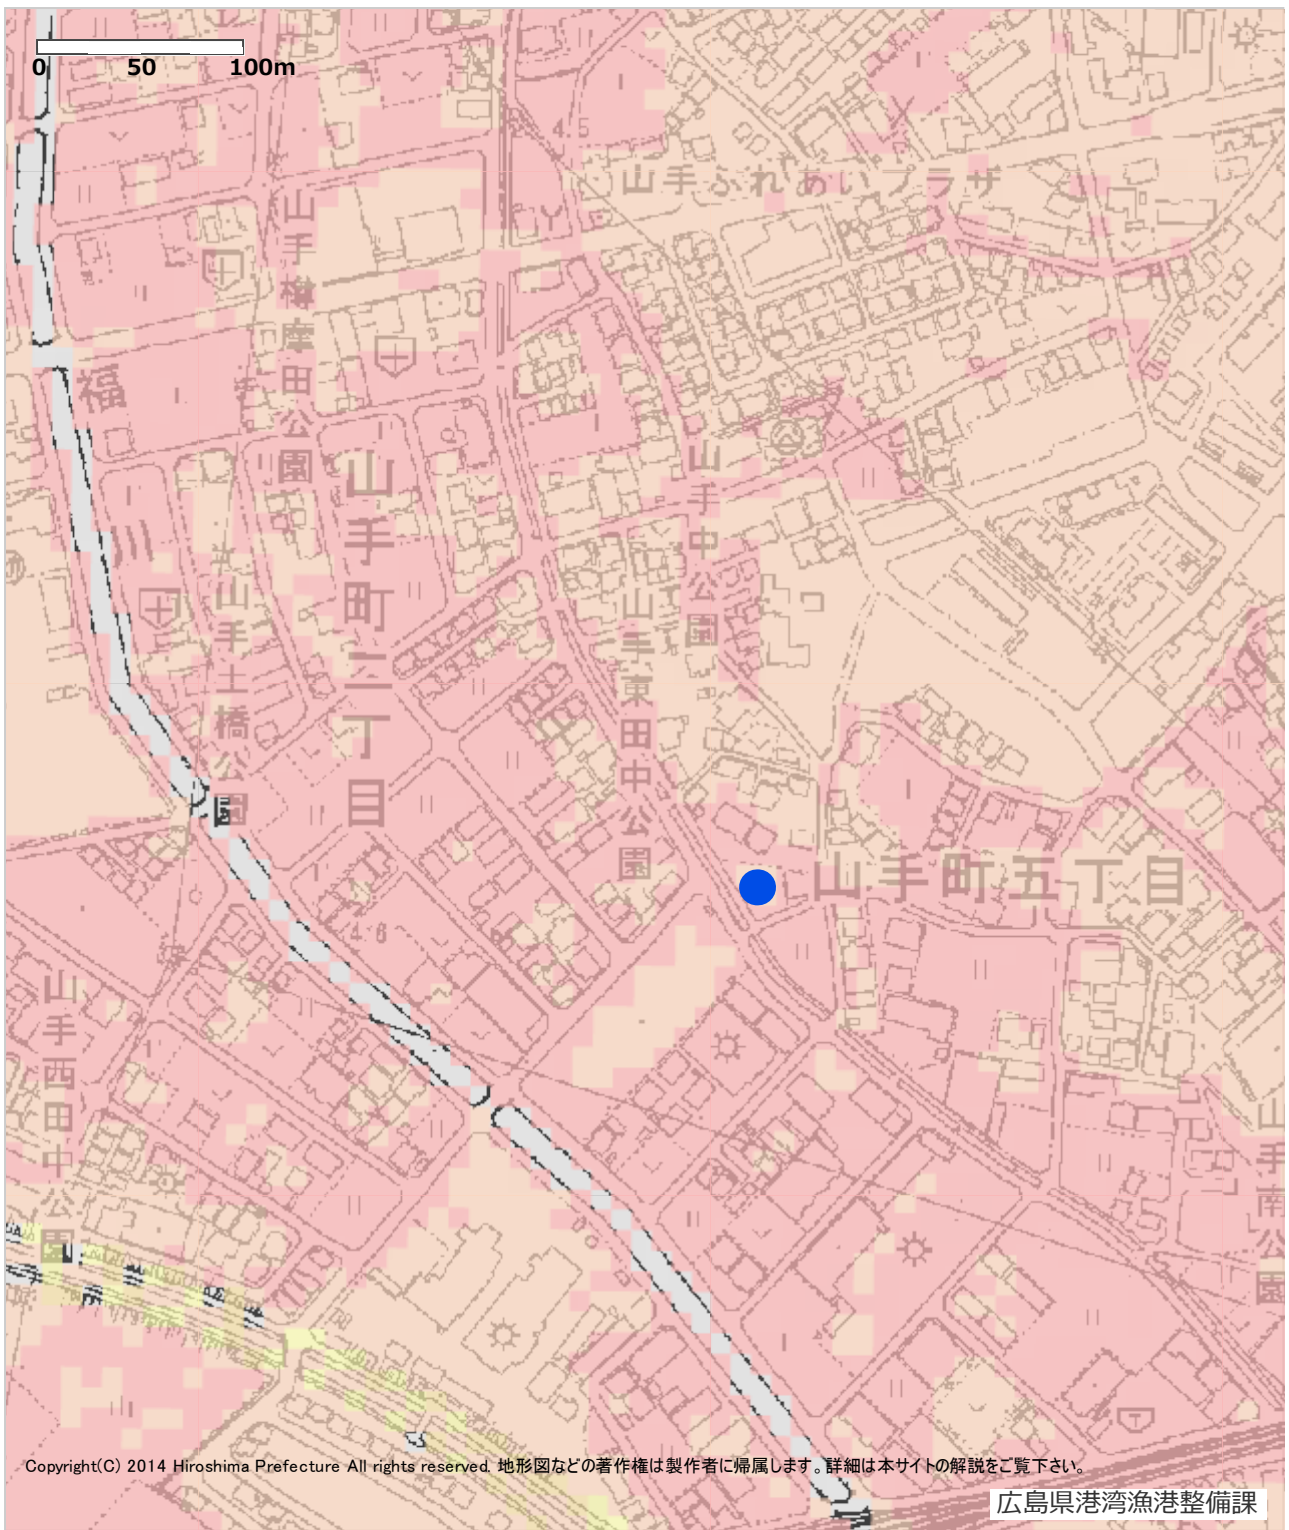 0 50 100m
4.5
山手ふれあいプラザ
山手樋摩田公園
福
川
山手町二丁目
山手中公園
山手土橋公園
山手東田中公園
山手町五丁目
4.6
山手西田中公園
5.1
山手南公園
Copyright(C) 2014 Hiroshima Prefecture All rights reserved. 地形図などの著作権は製作者に帰属します。詳細は本サイトの解説をご覧下さい。
広島県港湾漁港整備課